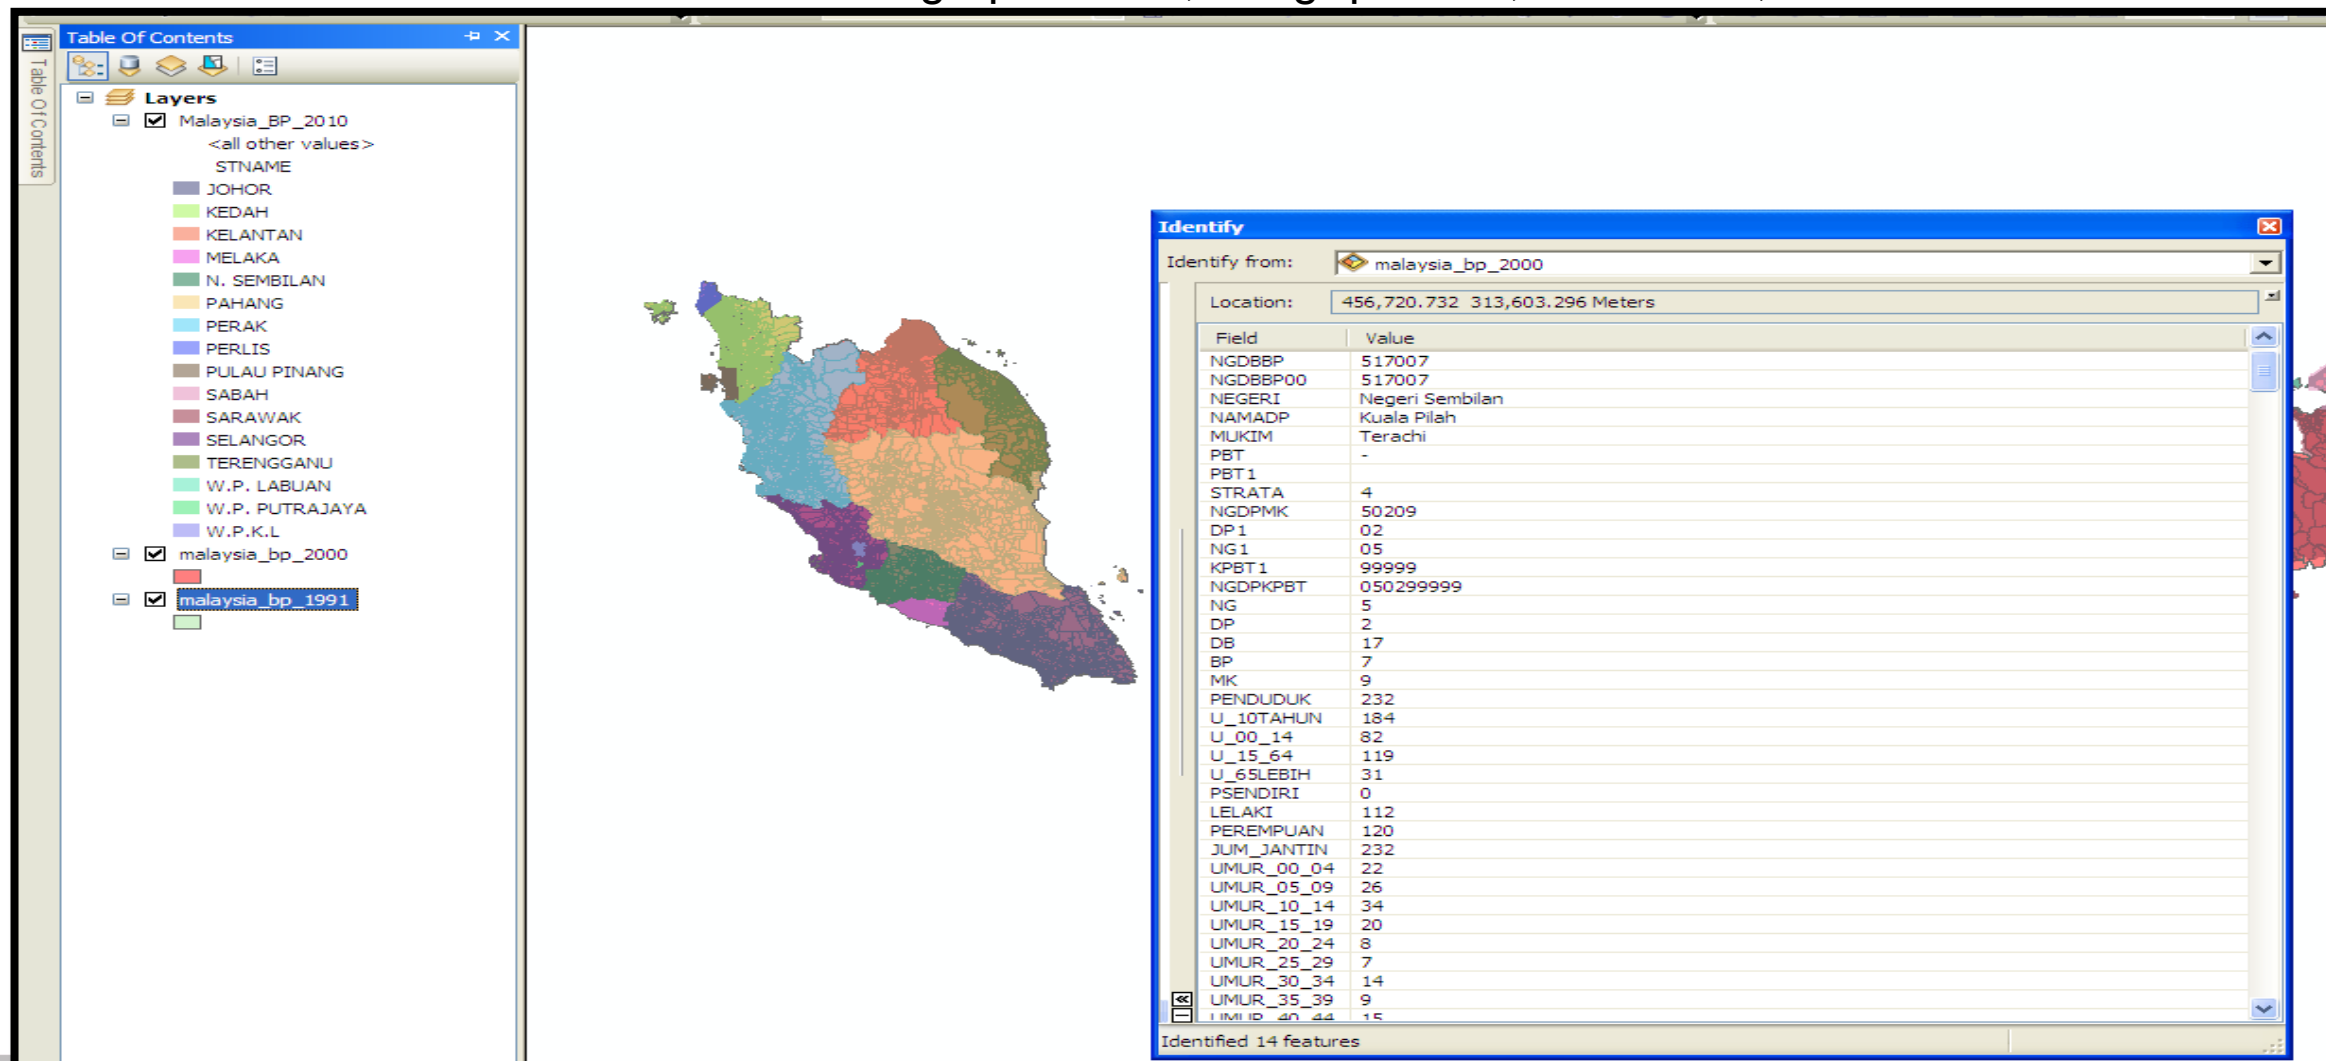 Table Of Contents
Table Of Contents
Layers
Malaysia_BP_2010
<all other values>
STNAME
JOHOR
KEDAH
KELANTAN
MELAKA
N. SEMBILAN
PAHANG
PERAK
PERLIS
PULAU PINANG
SABAH
SARAWAK
SELANGOR
TERENGGANU
W.P. LABUAN
W.P. PUTRAJAYA
W.P.K.L
malaysia_bp_2000
malaysia_bp_1991
Identify
Identify from: malaysia_bp_2000
Location: 456,720.732 313,603.296 Meters
Field Value
NGDBBP 517007
NGDBBP00 517007
NEGERI Negeri Sembilan
NAMADP Kuala Pilah
MUKIM Terachi
PBT -
PBT1
STRATA 4
NGDPMK 50209
DP1 02
NG1 05
KPBT1 99999
NGDPKPBT 050299999
NG 5
DP 2
DB 17
BP 7
MK 9
PENDUDUK 232
U_10TAHUN 184
U_00_14 82
U_15_64 119
U_65LEBIH 31
PSENDIRI 0
LELAKI 112
PEREMPUAN 120
JUM_JANTIN 232
UMUR_00_04 22
UMUR_05_09 26
UMUR_10_14 34
UMUR_15_19 20
UMUR_20_24 8
UMUR_25_29 7
UMUR_30_34 14
UMUR_35_39 9
UMUR_40_44 15
Identified 14 features